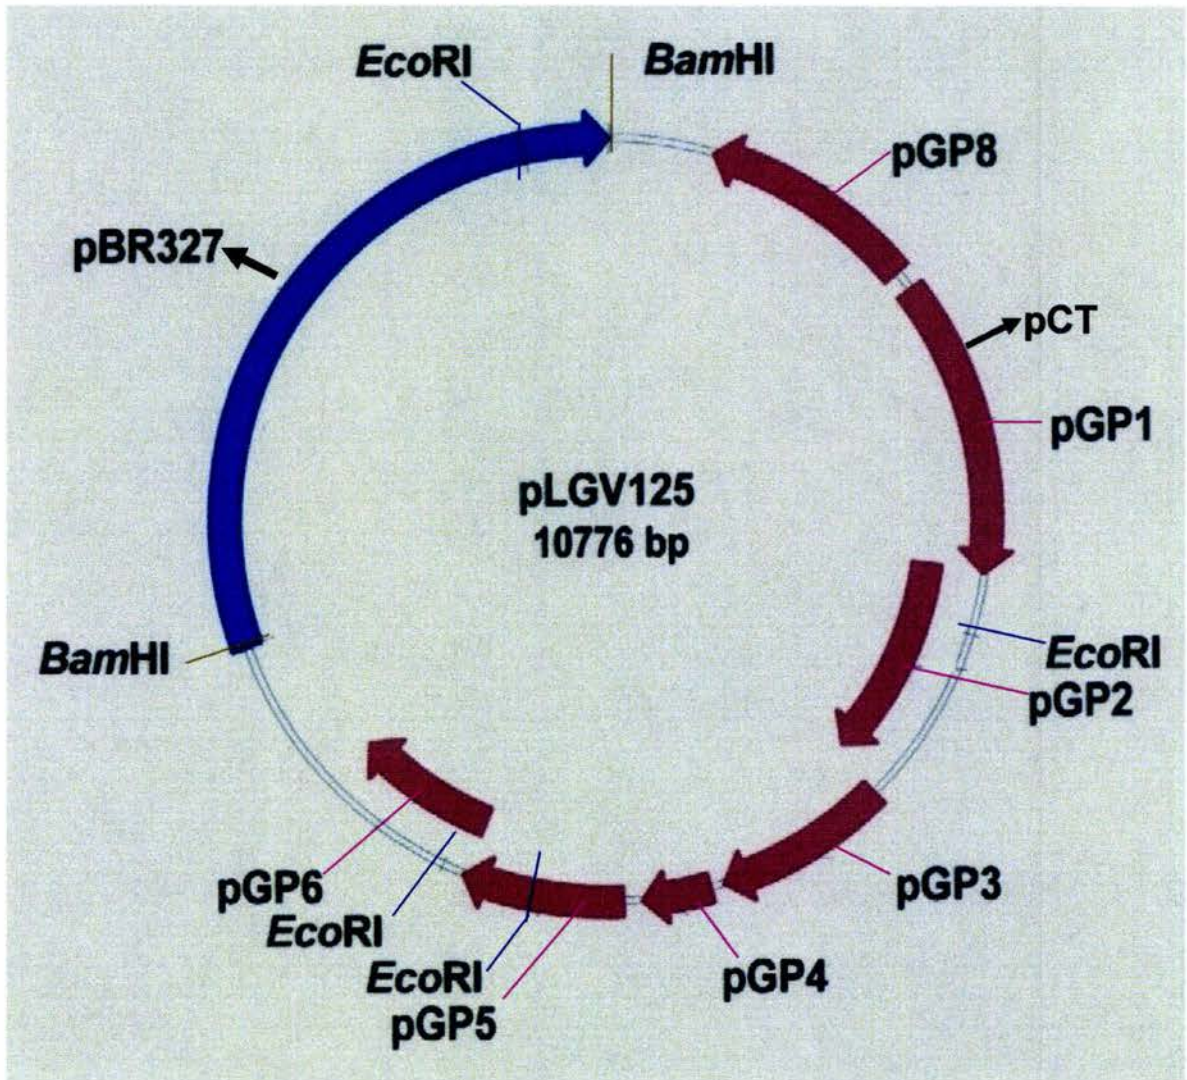 EcoRI
BamHI
pGP8
pBR327
pCT
pGP1
pLGV125
10776 bp
EcoRI
BamHI
pGP2
pGP6
pGP3
EcoRI
EcoRI
pGP4
pGP5